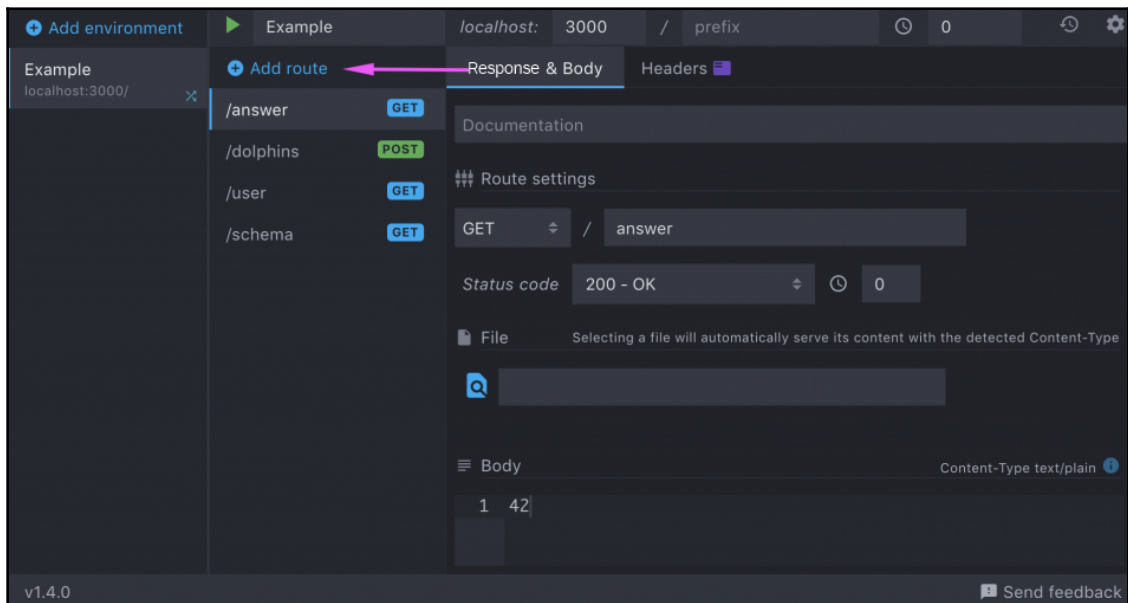 Add environment
Example
localhost: 3000 / prefix
0
Example
localhost:3000/
Add route
Response & Body
Headers
/answer GET
/dolphins POST
/user GET
/schema GET
Documentation
Route settings
GET / answer
Status code 200 - OK 0
File Selecting a file will automatically serve its content with the detected Content-Type
Body Content-Type text/plain
1 42
v1.4.0
Send feedback